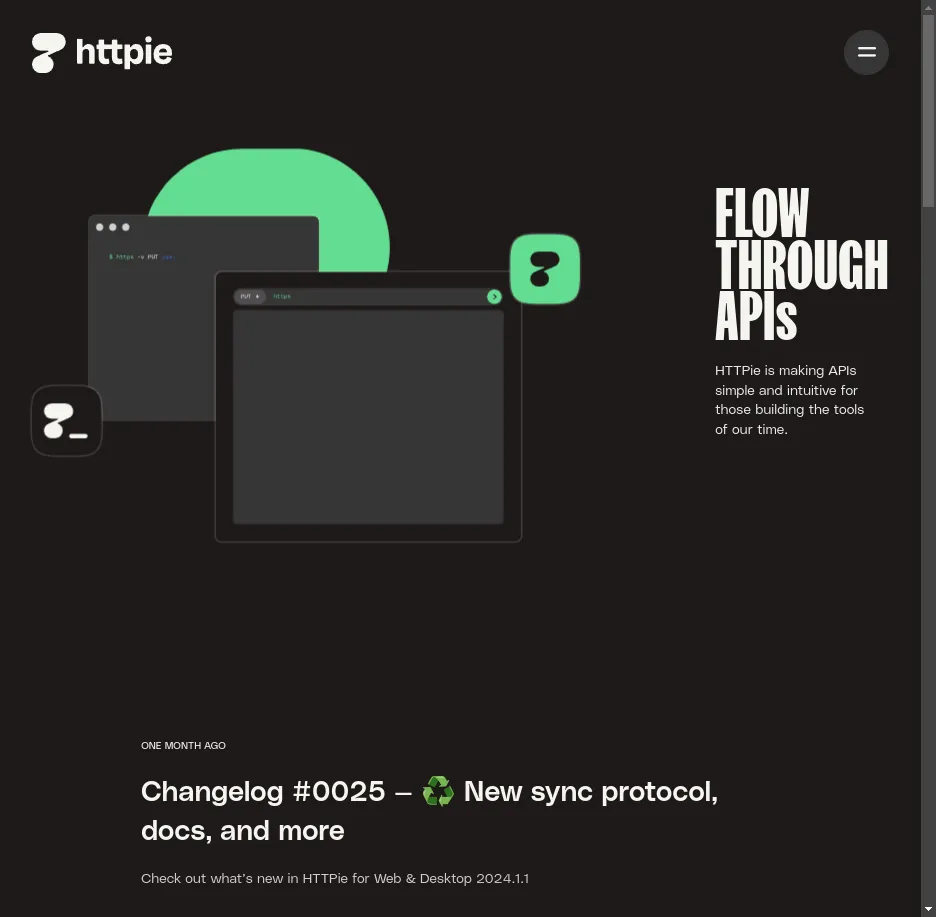 httpie
$ https -v PUT pie
PUT https
FLOW
THROUGH
APIs
HTTPie is making APIs
simple and intuitive for
those building the tools
of our time.
ONE MONTH AGO
Changelog #0025 — ♻️ New sync protocol,
docs, and more
Check out what's new in HTTPie for Web & Desktop 2024.1.1